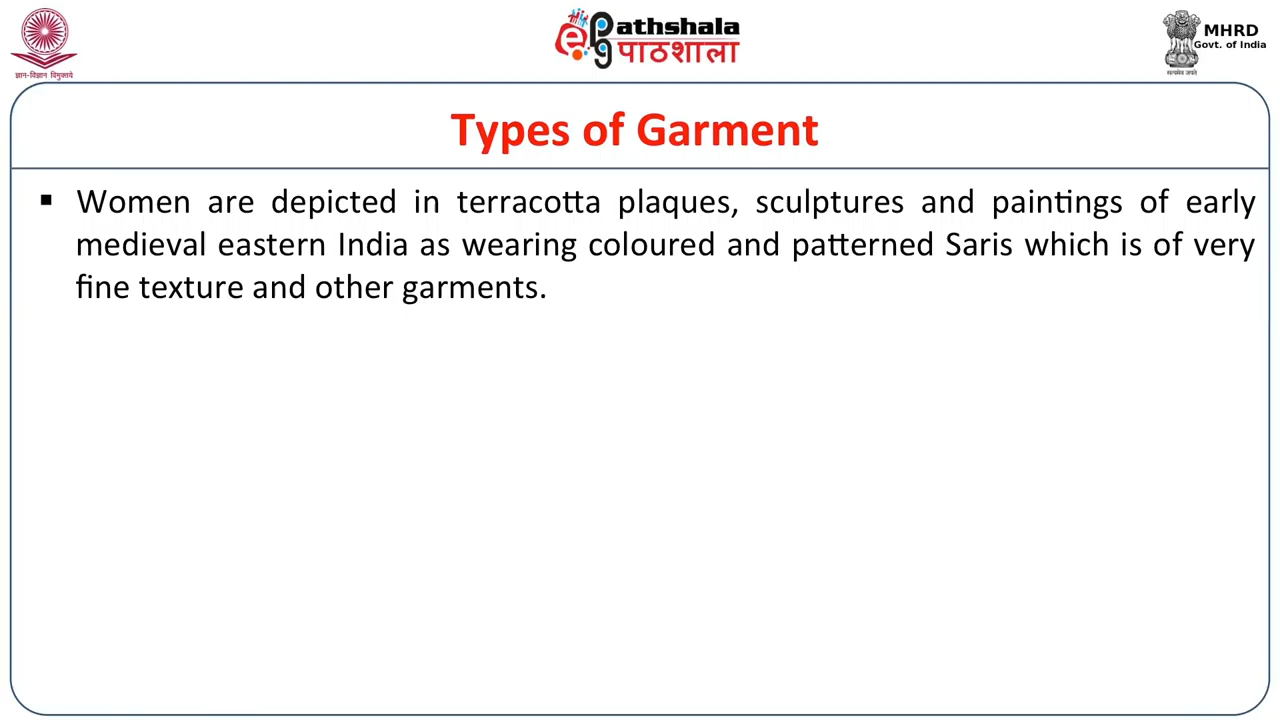 ज्ञान-विज्ञान विमुक्तये
ePathshala
पाठशाला
MHRD
Govt. of India
सत्यमेव जयते
Types of Garment
▪ Women are depicted in terracotta plaques, sculptures and paintings of early
medieval eastern India as wearing coloured and patterned Saris which is of very
fine texture and other garments.